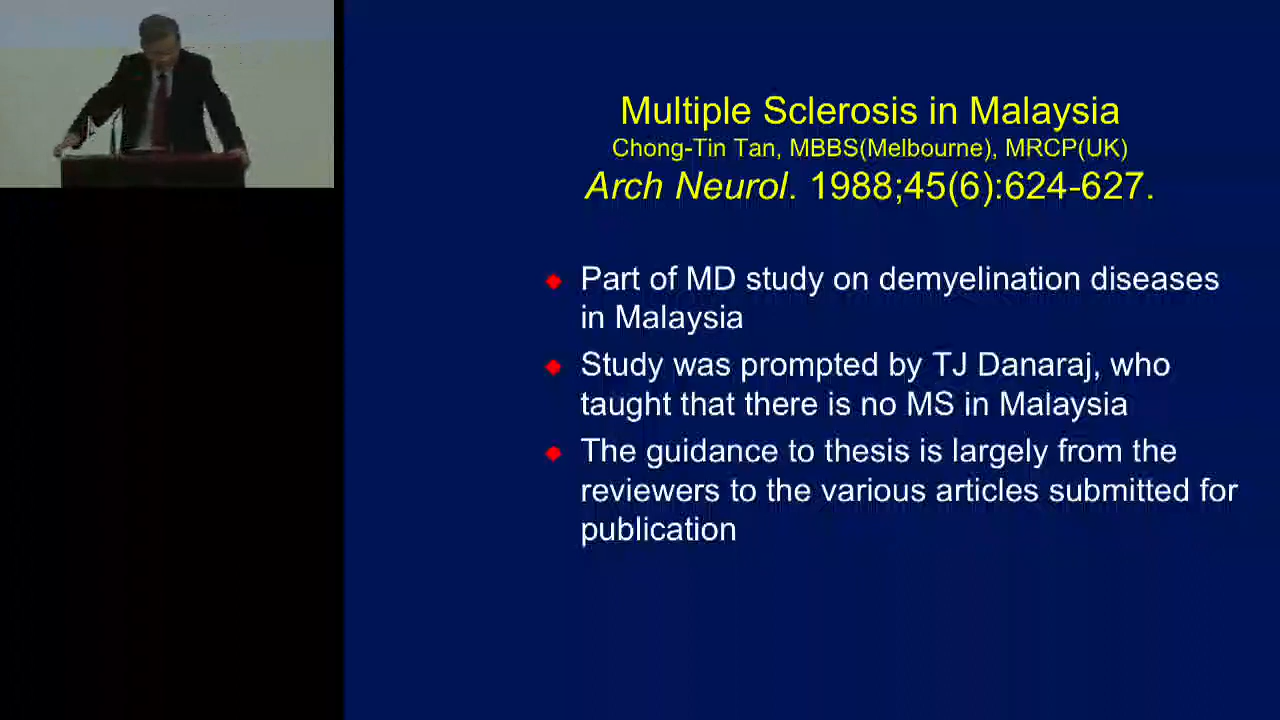 Multiple Sclerosis in Malaysia
Chong-Tin Tan, MBBS(Melbourne), MRCP(UK)
Arch Neurol. 1988;45(6):624-627.
Part of MD study on demyelination diseases
in Malaysia
Study was prompted by TJ Danaraj, who
taught that there is no MS in Malaysia
The guidance to thesis is largely from the
reviewers to the various articles submitted for
publication